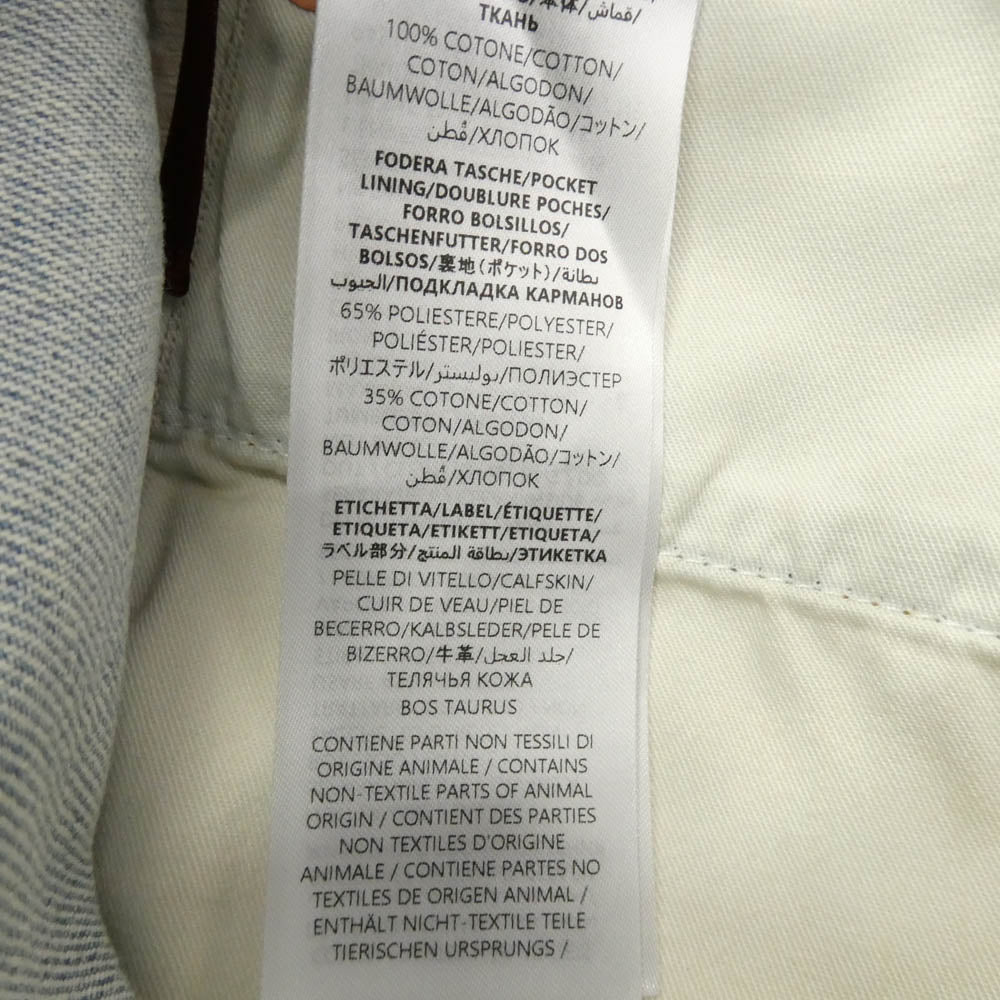 本体/قماش/
ТКАНЬ
100% COTONE/COTTON/
COTON/ALGODON/
BAUMWOLLE/ALGODÃO/コットン/
قُطن/ХЛОПОК
FODERA TASCHE/POCKET
LINING/DOUBLURE POCHES/
FORRO BOLSILLOS/
TASCHENFUTTER/FORRO DOS
BOLSOS/裏地(ポケット)/بطانة
الجيوب/ПОДКЛАДКА КАРМАНОВ
65% POLIESTERE/POLYESTER/
POLIÉSTER/POLIESTER/
ポリエステル/بوليستر/ПОЛИЭСТЕР
35% COTONE/COTTON/
COTON/ALGODON/
BAUMWOLLE/ALGODÃO/コットン/
قُطن/ХЛОПОК
ETICHETTA/LABEL/ÉTIQUETTE/
ETIQUETA/ETIKETT/ETIQUETA/
ラベル部分/بطاقة المنتج/ЭТИКЕТКА
PELLE DI VITELLO/CALFSKIN/
CUIR DE VEAU/PIEL DE
BECERRO/KALBSLEDER/PELE DE
BIZERRO/牛革/جلد العجل/
ТЕЛЯЧЬЯ КОЖА
BOS TAURUS
CONTIENE PARTI NON TESSILI DI
ORIGINE ANIMALE / CONTAINS
NON-TEXTILE PARTS OF ANIMAL
ORIGIN / CONTIENT DES PARTIES
NON TEXTILES D'ORIGINE
ANIMALE / CONTIENE PARTES NO
TEXTILES DE ORIGEN ANIMAL /
ENTHÄLT NICHT-TEXTILE TEILE
TIERISCHEN URSPRUNGS /